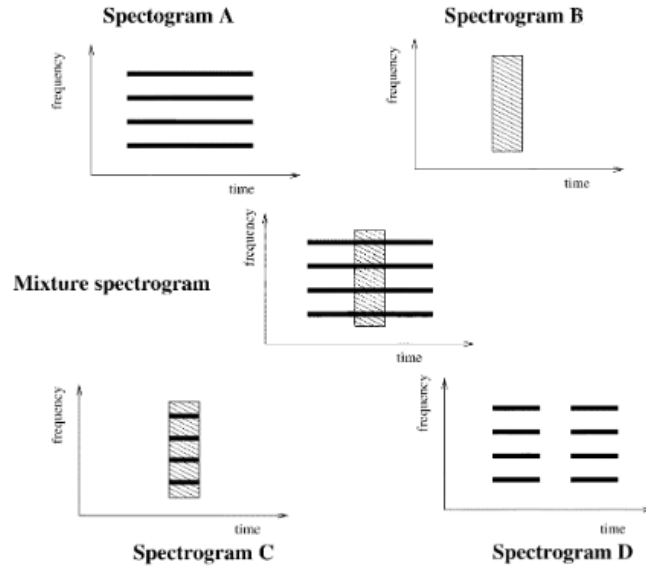 Spectogram A
Spectrogram B
frequency
time
frequency
time
Mixture spectrogram
frequency
time
frequency
time
frequency
time
Spectrogram C
Spectrogram D